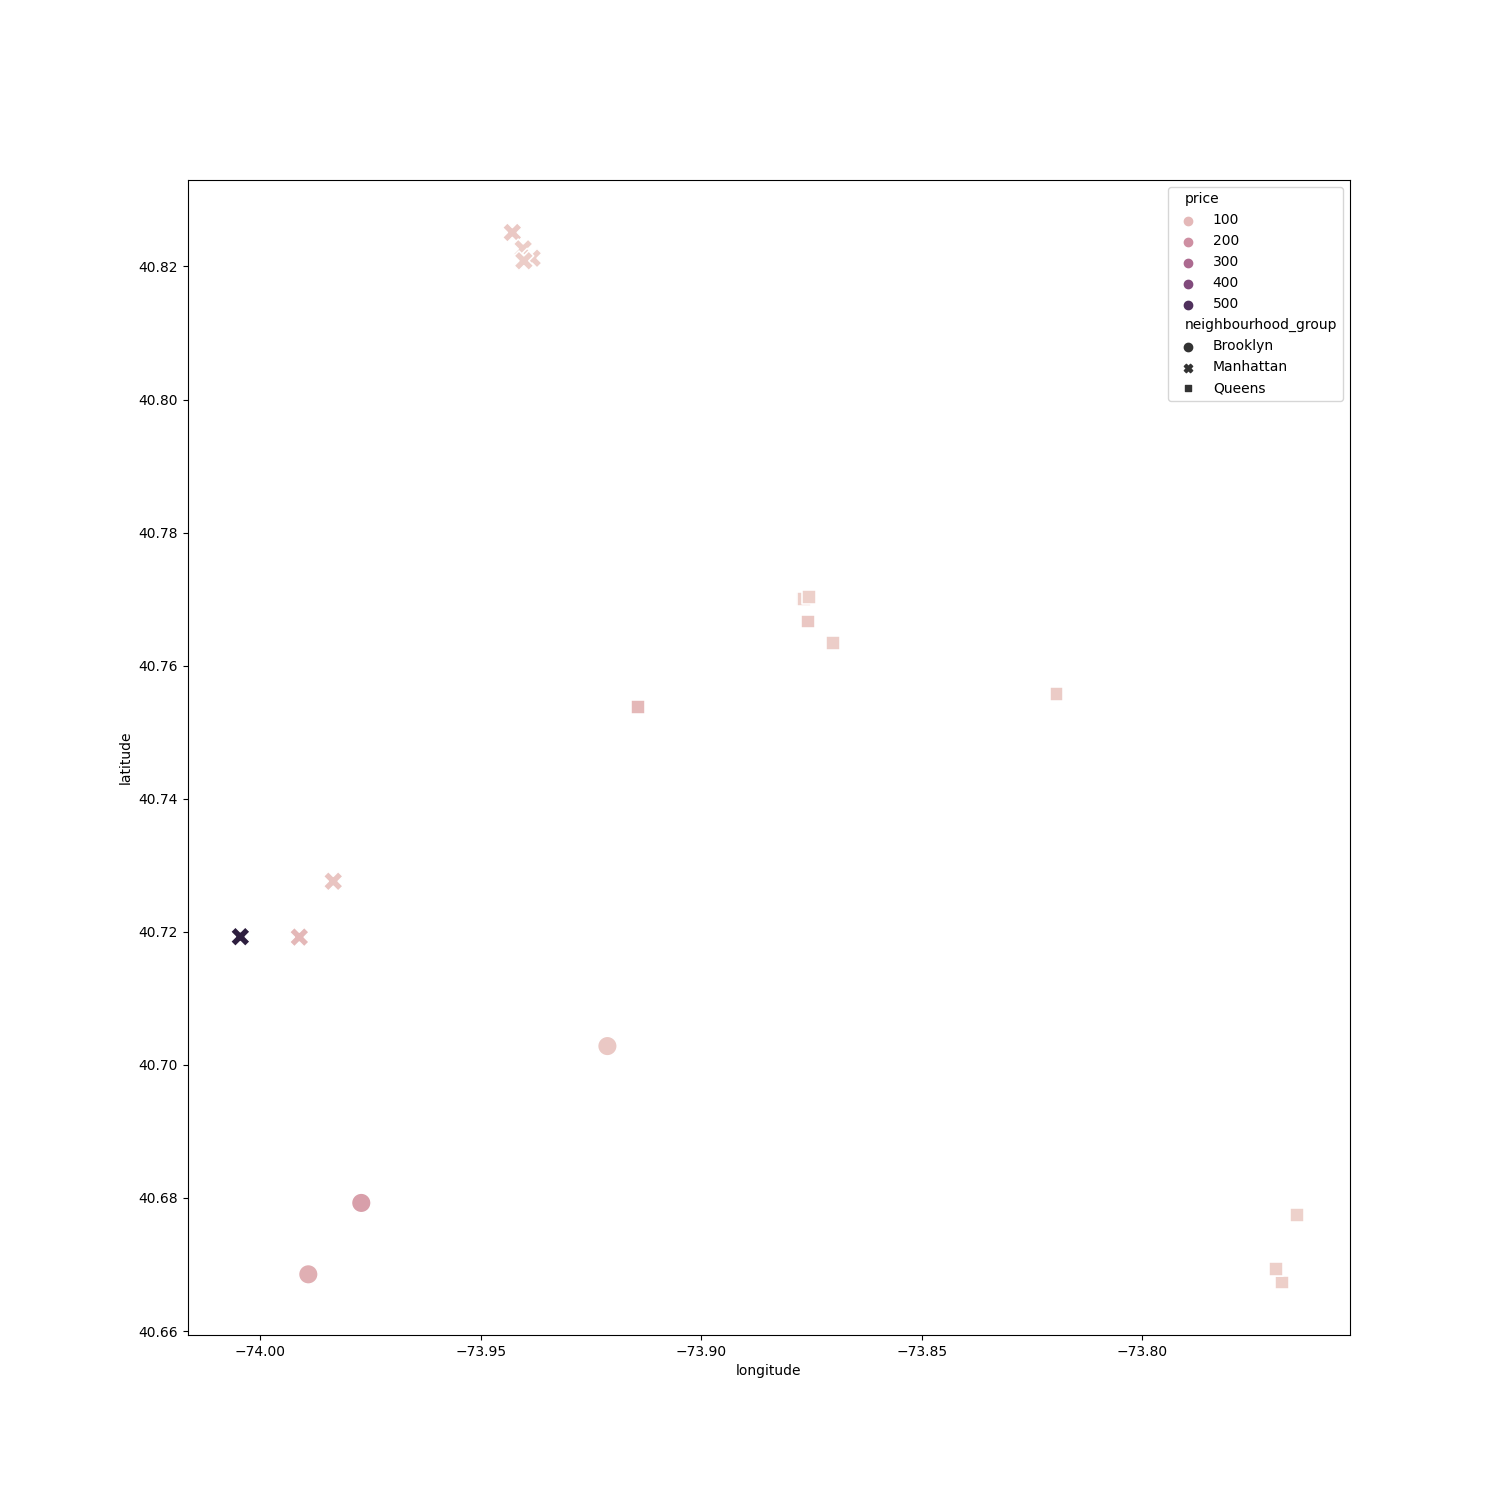 price
100
200
300
400
500
neighbourhood_group
Brooklyn
Manhattan
Queens
40.82
40.80
40.78
40.76
40.74
40.72
40.70
40.68
40.66
latitude
−74.00 −73.95 −73.90 −73.85 −73.80
longitude